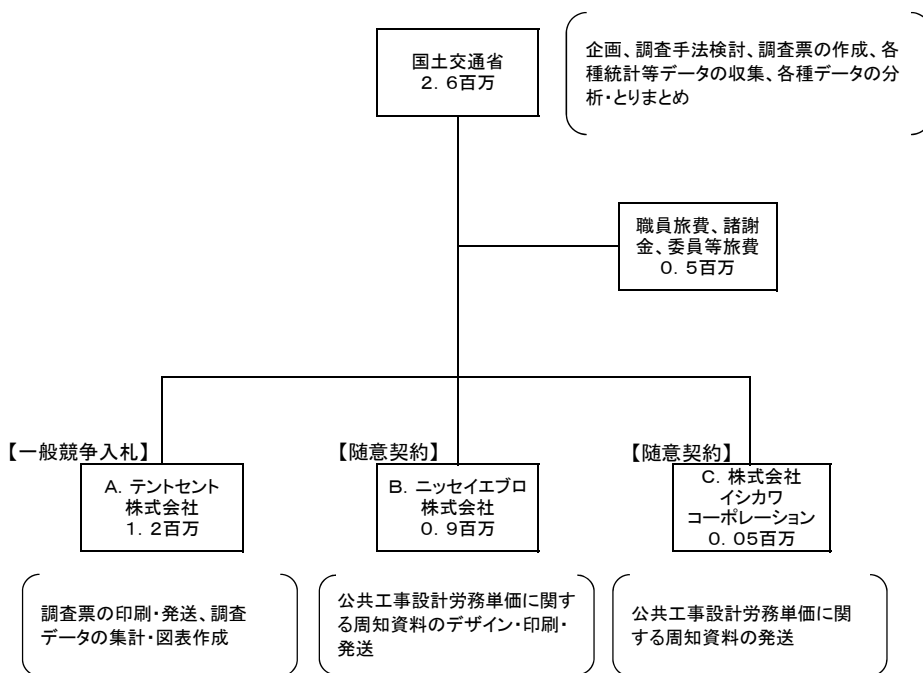 国土交通省
２．６百万
企画、調査手法検討、調査票の作成、各
種統計等データの収集、各種データの分
析・とりまとめ
職員旅費、諸謝
金、委員等旅費
０．５百万
【一般競争入札】
【随意契約】
【随意契約】
A．テントセント
株式会社
１．２百万
B．ニッセイエブロ
株式会社
０．９百万
C．株式会社
イシカワ
コーポレーション
０．０５百万
調査票の印刷・発送、調査
データの集計・図表作成
公共工事設計労務単価に関す
る周知資料のデザイン・印刷・
発送
公共工事設計労務単価に関
する周知資料の発送